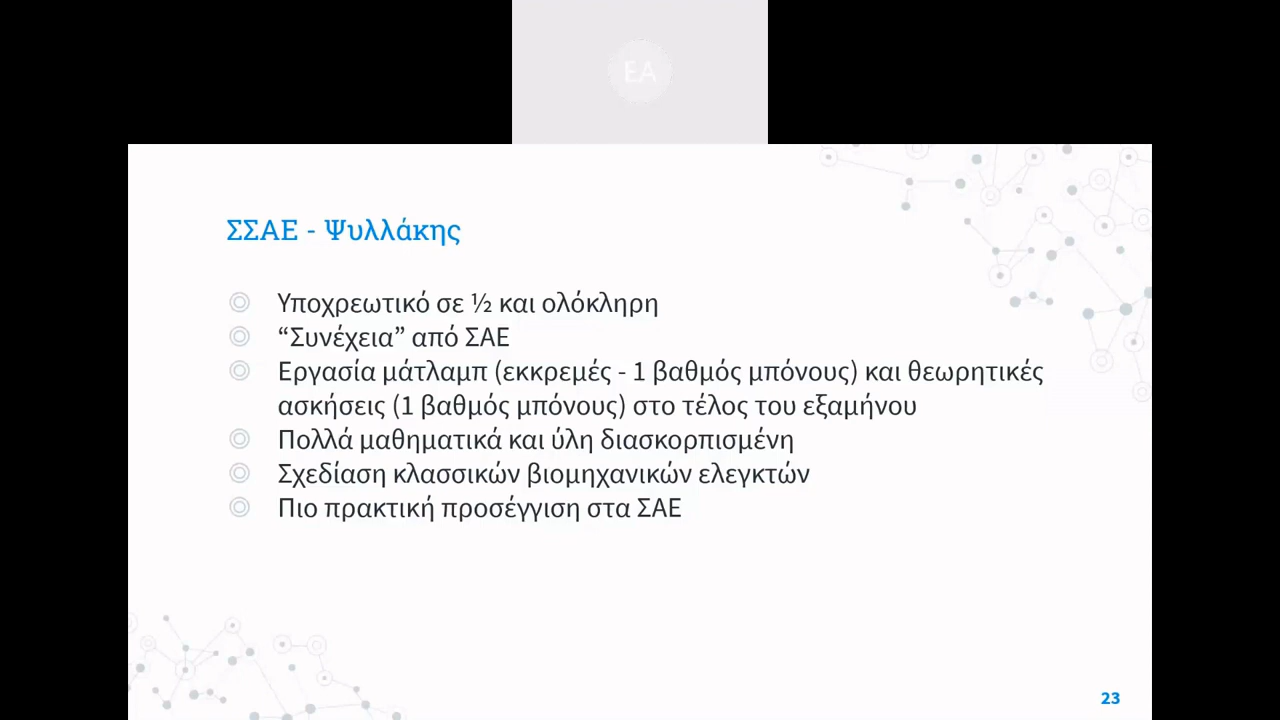 EA
ΣΣΑΕ - Ψυλλάκης
Υποχρεωτικό σε ½ και ολόκληρη
“Συνέχεια” από ΣΑΕ
Εργασία μάτλαμπ (εκκρεμές - 1 βαθμός μπόνους) και θεωρητικές
ασκήσεις (1 βαθμός μπόνους) στο τέλος του εξαμήνου
Πολλά μαθηματικά και ύλη διασκορπισμένη
Σχεδίαση κλασσικών βιομηχανικών ελεγκτών
Πιο πρακτική προσέγγιση στα ΣΑΕ
23